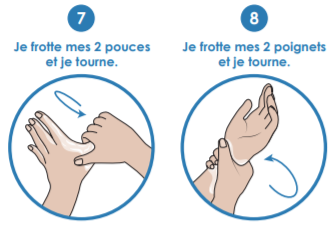 7
Je frotte mes 2 pouces
et je tourne.
8
Je frotte mes 2 poignets
et je tourne.